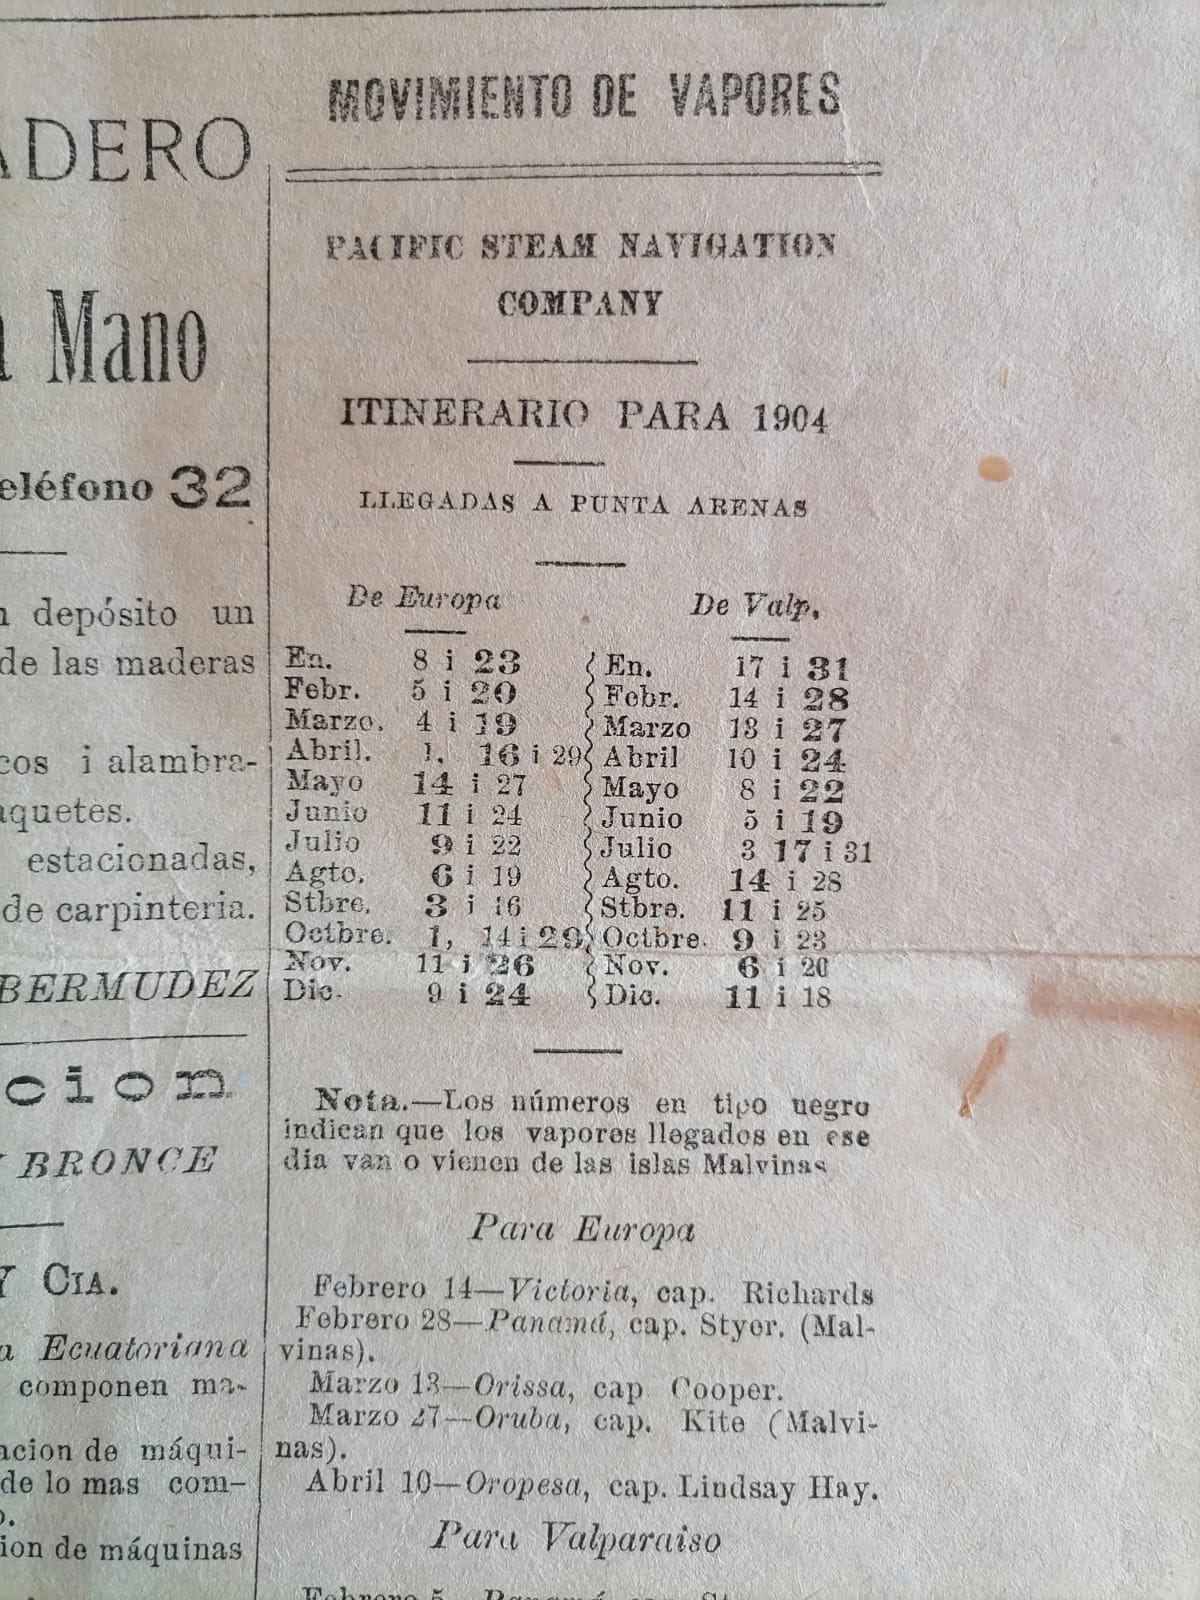 ADERO
a Mano
eléfono 32
n depósito un
de las maderas
cos i alambra-
aquetes.
estacionadas,
de carpinteria.
BERMUDEZ
cion
Y BRONCE
Y CIA.
a Ecuatoriana
componen ma-
acion de máqui-
de lo mas com-
o.
ion de máquinas
MOVIMIENTO DE VAPORES
PACIFIC STEAM NAVIGATION
COMPANY
ITINERARIO PARA 1904
LLEGADAS A PUNTA ARENAS
De Europa De Valp.
En. 8 i 23 En. 17 i 31
Febr. 5 i 20 Febr. 14 i 28
Marzo. 4 i 19 Marzo 13 i 27
Abril. 1, 16 i 29 Abril 10 i 24
Mayo 14 i 27 Mayo 8 i 22
Junio 11 i 24 Junio 5 i 19
Julio 9 i 22 Julio 3 17 i 31
Agto. 6 i 19 Agto. 14 i 28
Stbre. 3 i 16 Stbre. 11 i 25
Octbre. 1, 14 i 29 Octbre. 9 i 23
Nov. 11 i 26 Nov. 6 i 20
Dic. 9 i 24 Dic. 11 i 18
Nota.—Los números en tipo negro
indican que los vapores llegados en ese
dia van o vienen de las islas Malvinas
Para Europa
Febrero 14—Victoria, cap. Richards
Febrero 28—Panamá, cap. Styer. (Mal-
vinas).
Marzo 13—Orissa, cap Cooper.
Marzo 27—Oruba, cap. Kite (Malvi-
nas).
Abril 10—Oropesa, cap. Lindsay Hay.
Para Valparaiso
Febrero 5 Panamá, cap